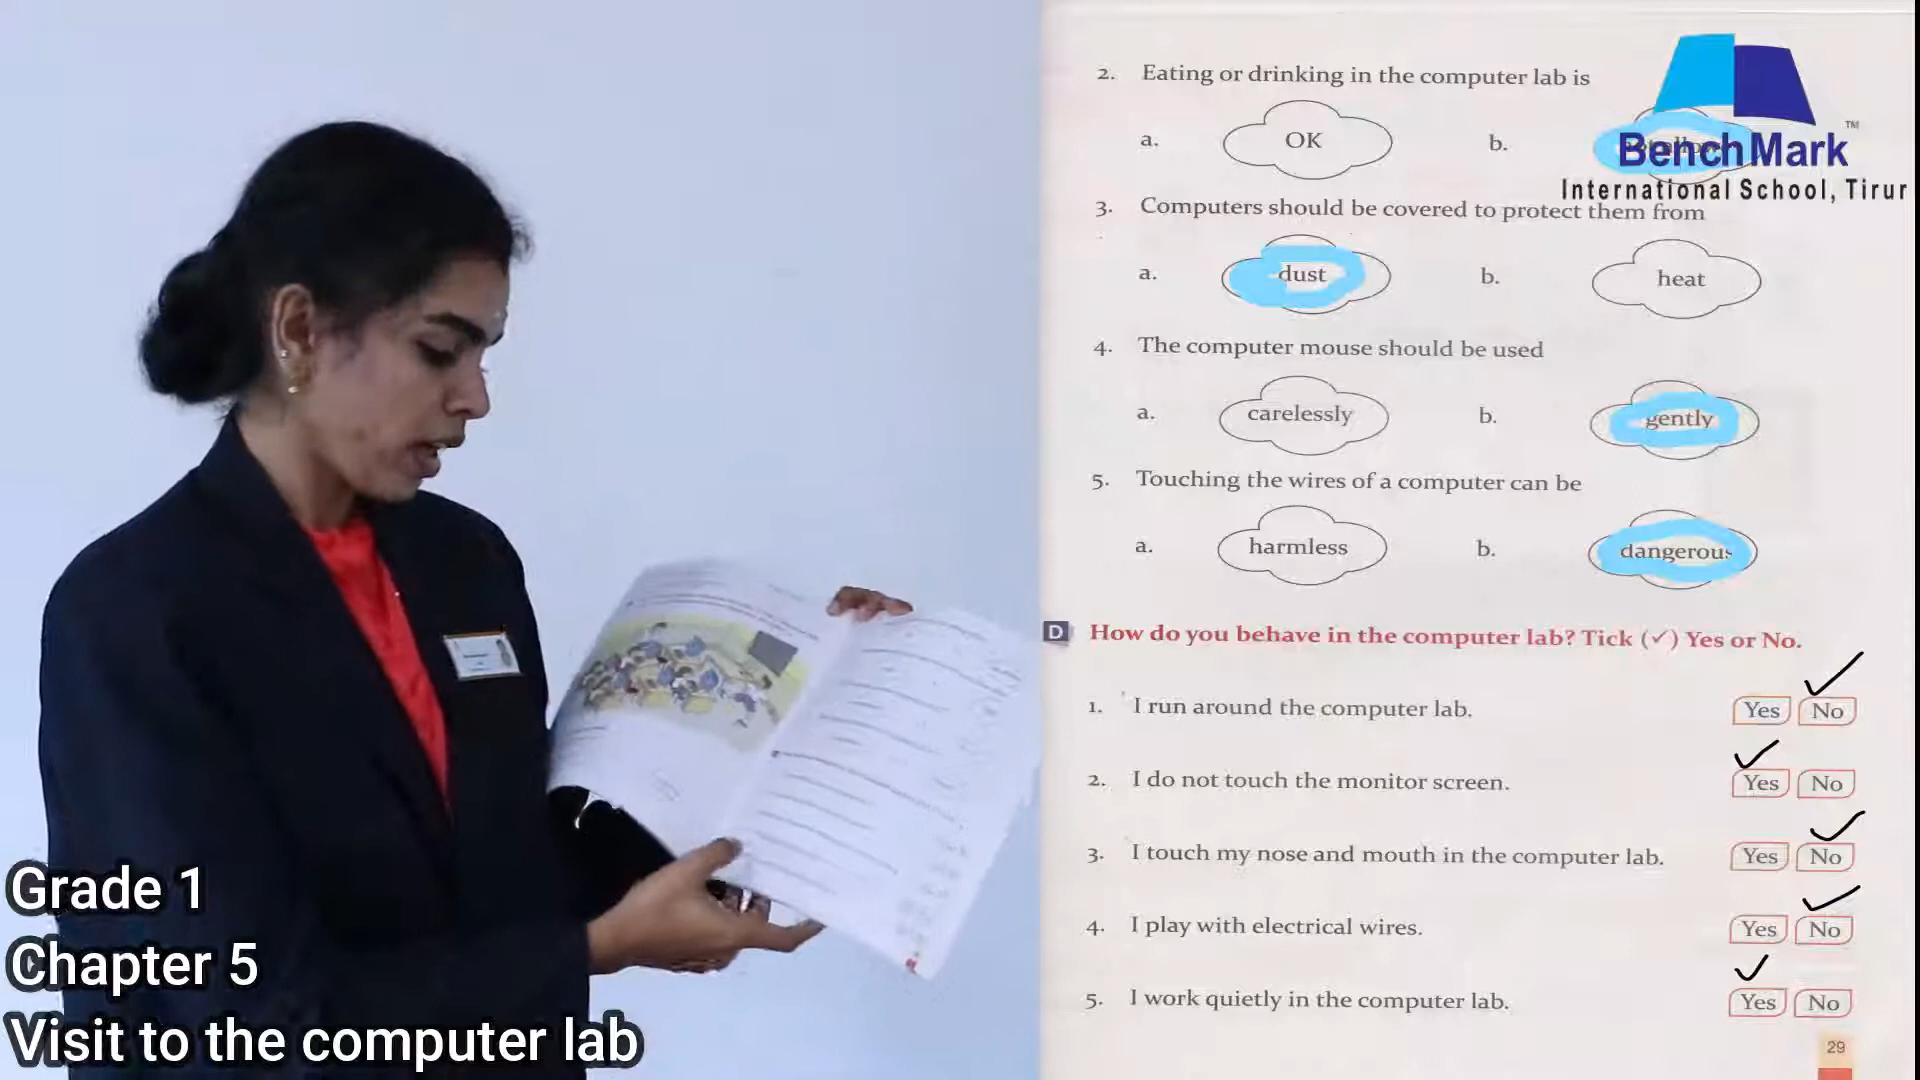 2. Eating or drinking in the computer lab is
a. OK b.
BenchMark™
International School, Tirur
3. Computers should be covered to protect them from
a. dust b. heat
4. The computer mouse should be used
a. carelessly b. gently
5. Touching the wires of a computer can be
a. harmless b. dangerous
D How do you behave in the computer lab? Tick (✓) Yes or No.
1. I run around the computer lab. Yes No
2. I do not touch the monitor screen. Yes No
3. I touch my nose and mouth in the computer lab. Yes No
4. I play with electrical wires. Yes No
5. I work quietly in the computer lab. Yes No
29
Grade 1
Chapter 5
Visit to the computer lab